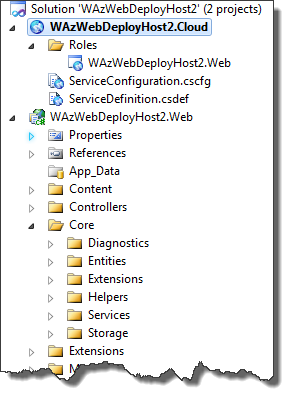 Solution 'WAzWebDeployHost2' (2 projects)
WAzWebDeployHost2.Cloud
Roles
WAzWebDeployHost2.Web
ServiceConfiguration.cscfg
ServiceDefinition.csdef
WAzWebDeployHost2.Web
Properties
References
App_Data
Content
Controllers
Core
Diagnostics
Entities
Extensions
Helpers
Services
Storage
Extensions